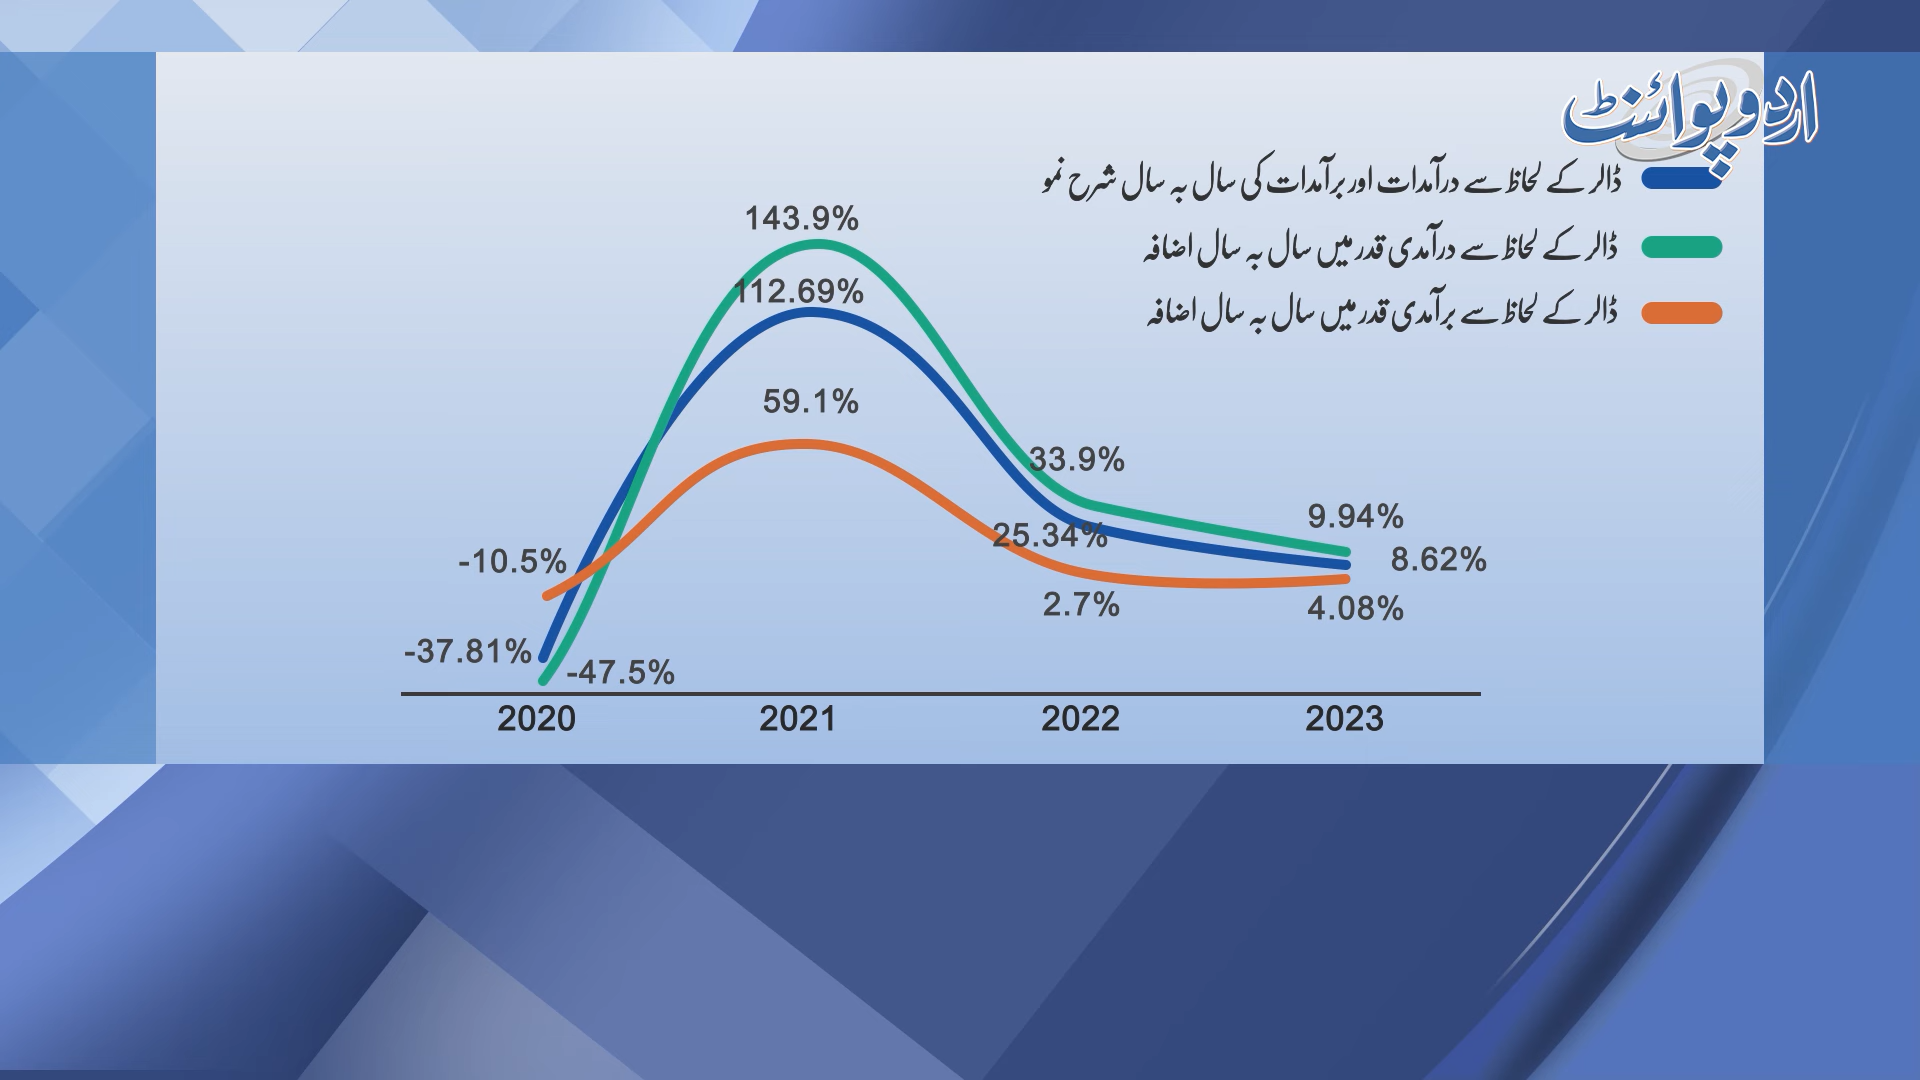 اردو پوائنٹ
ڈالر کے لحاظ سے درآمدات اور برآمدات کی سال بہ سال شرح نمو
ڈالر کے لحاظ سے درآمدی قدر میں سال بہ سال اضافہ
ڈالر کے لحاظ سے برآمدی قدر میں سال بہ سال اضافہ
143.9%
112.69%
59.1%
33.9%
9.94%
25.34%
8.62%
-10.5%
2.7%
4.08%
-37.81%
-47.5%
2020 2021 2022 2023